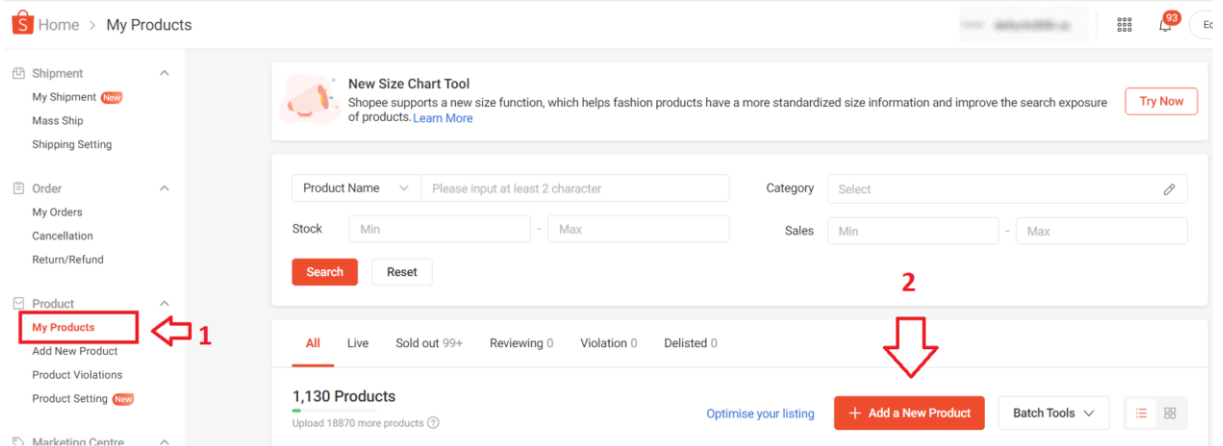 Home > My Products
93
Shipment
My Shipment New
Mass Ship
Shipping Setting
Order
My Orders
Cancellation
Return/Refund
Product
My Products
1
Add New Product
Product Violations
Product Setting New
Marketing Centre
New Size Chart Tool
Shopee supports a new size function, which helps fashion products have a more standardized size information and improve the search exposure
of products. Learn More
Try Now
Product Name Please input at least 2 character
Category Select
Stock Min - Max
Sales Min - Max
Search Reset
2
All Live Sold out 99+ Reviewing 0 Violation 0 Delisted 0
1,130 Products
Upload 18870 more products
Optimise your listing
+ Add a New Product
Batch Tools